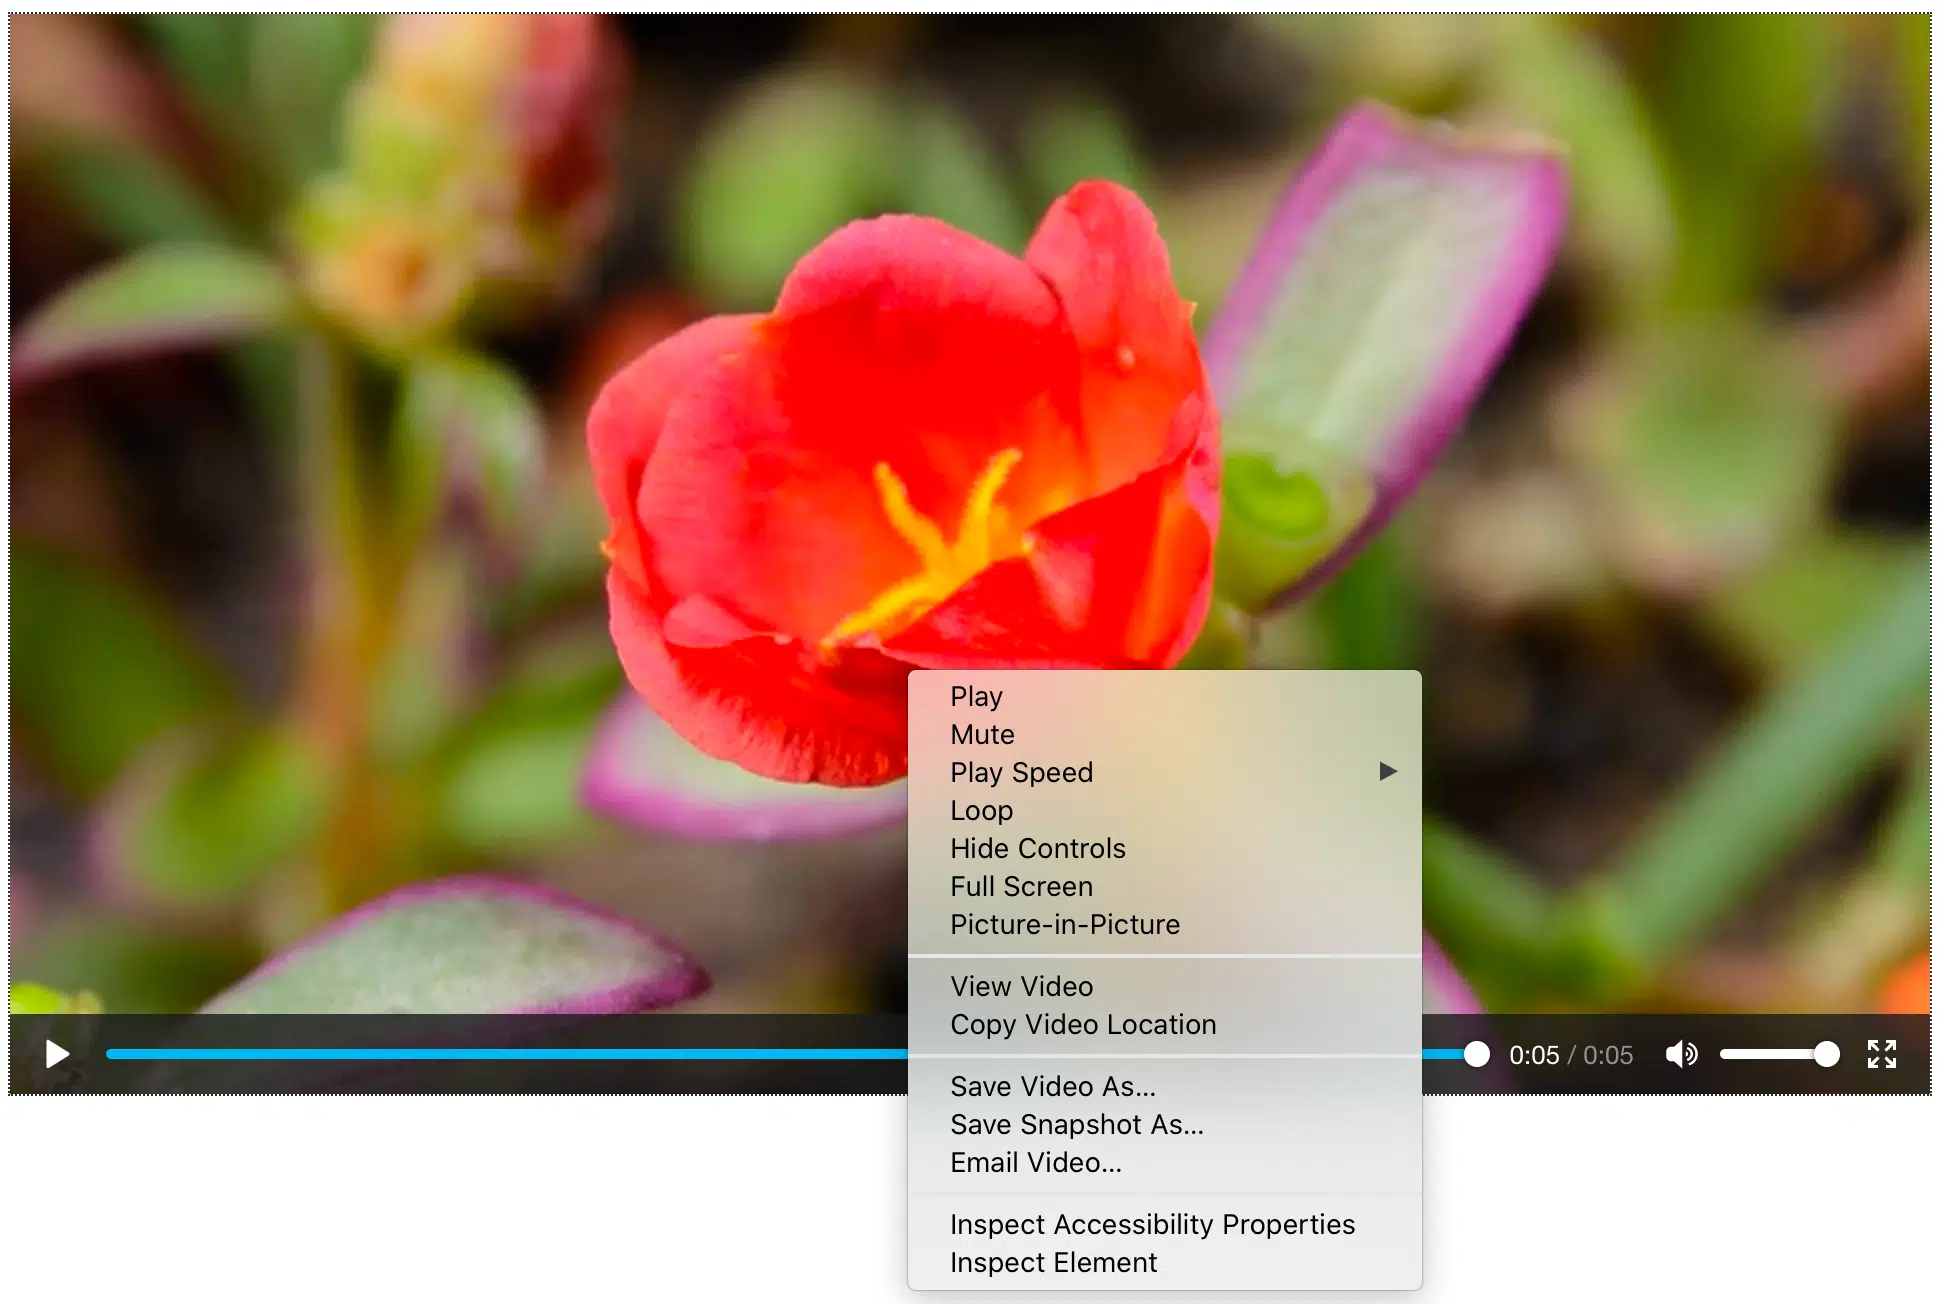 Play
Mute
Play Speed
Loop
Hide Controls
Full Screen
Picture-in-Picture
View Video
Copy Video Location
0:05 / 0:05
Save Video As...
Save Snapshot As...
Email Video...
Inspect Accessibility Properties
Inspect Element